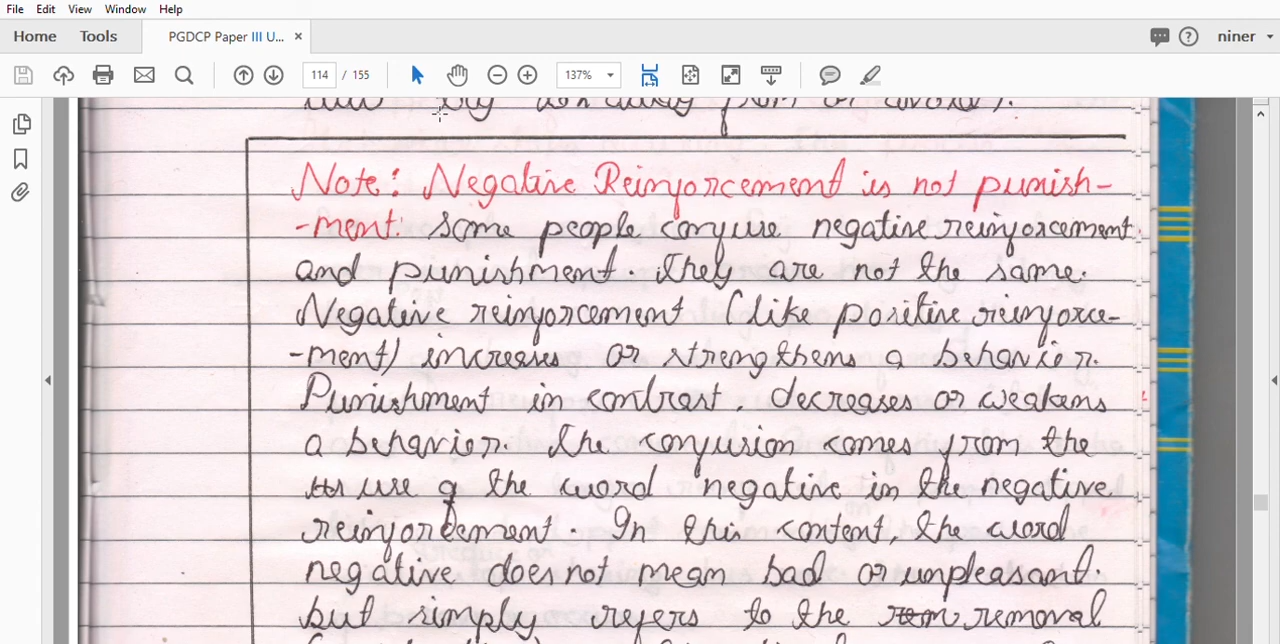 File Edit View Window Help
Home Tools PGDCP Paper III U... × niner
114 / 155 137%
Note: Negative Reinforcement is not punish-
-ment: Some people confuse negative reinforcement
and punishment. They are not the same.
Negative reinforcement (like positive reinforce-
-ment) increases or strengthens a behavior.
Punishment in contrast, decreases or weakens
a behavior. The confusion comes from the
use of the word negative in the negative
reinforcement. In this content, the word
negative does not mean bad or unpleasant.
but simply refers to the removal